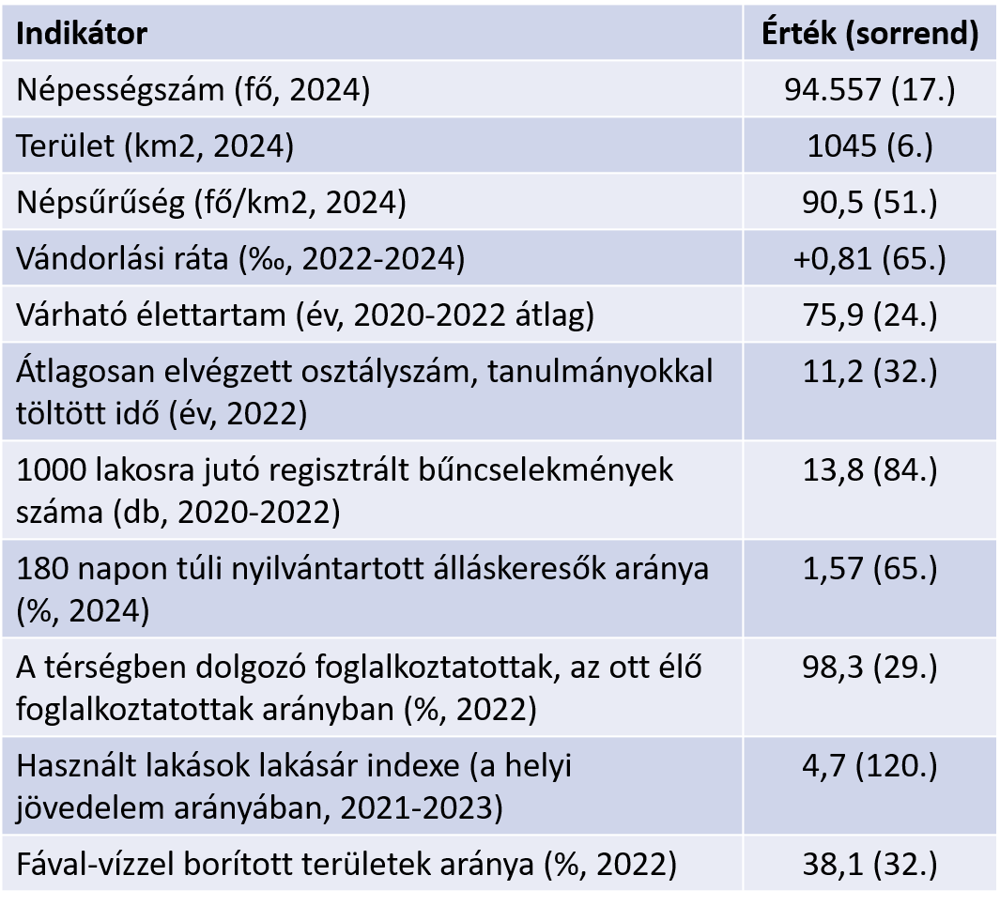 Indikátor Érték (sorrend)
Népességszám (fő, 2024) 94.557 (17.)
Terület (km2, 2024) 1045 (6.)
Népsűrűség (fő/km2, 2024) 90,5 (51.)
Vándorlási ráta (‰, 2022-2024) +0,81 (65.)
Várható élettartam (év, 2020-2022 átlag) 75,9 (24.)
Átlagosan elvégzett osztályszám, tanulmányokkal 11,2 (32.)
töltött idő (év, 2022)
1000 lakosra jutó regisztrált bűncselekmények 13,8 (84.)
száma (db, 2020-2022)
180 napon túli nyilvántartott álláskeresők aránya 1,57 (65.)
(%, 2024)
A térségben dolgozó foglalkoztatottak, az ott élő 98,3 (29.)
foglalkoztatottak arányban (%, 2022)
Használt lakások lakásár indexe (a helyi 4,7 (120.)
jövedelem arányában, 2021-2023)
Fával-vízzel borított területek aránya (%, 2022) 38,1 (32.)